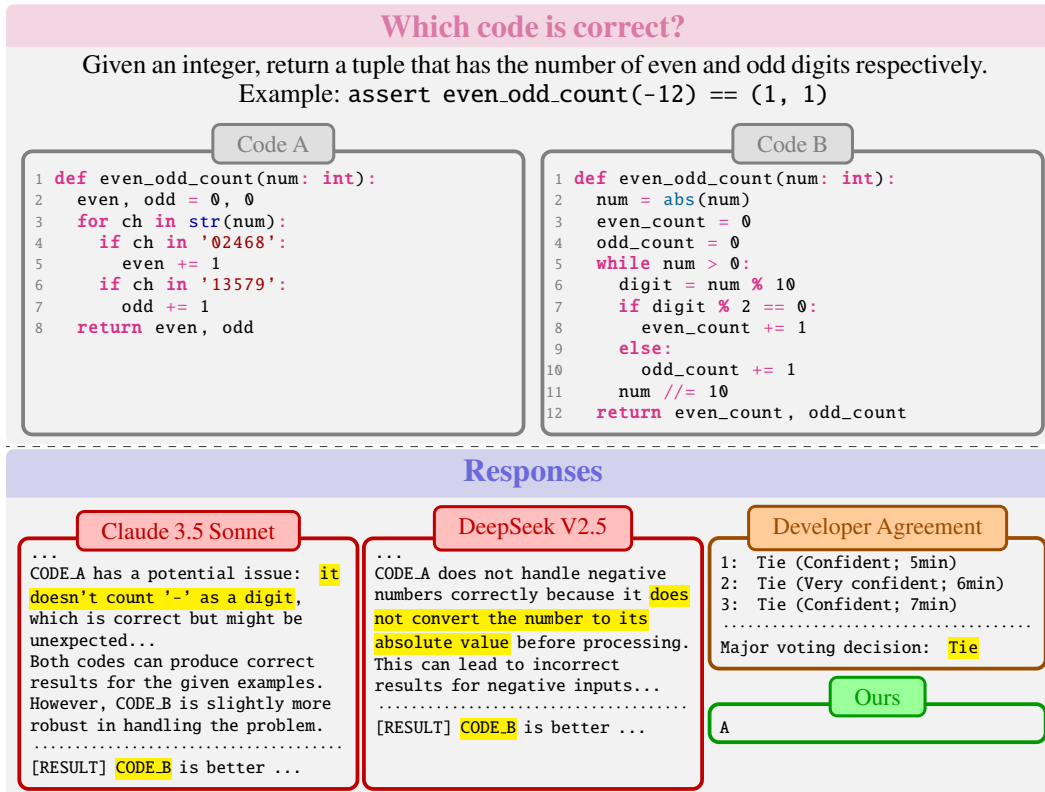 Which code is correct?
Given an integer, return a tuple that has the number of even and odd digits respectively.
Example: assert even_odd_count(-12) == (1, 1)
Code A
1 def even_odd_count(num: int):
2   even, odd = 0, 0
3   for ch in str(num):
4     if ch in '02468':
5       even += 1
6     if ch in '13579':
7       odd += 1
8   return even, odd
Code B
1 def even_odd_count(num: int):
2   num = abs(num)
3   even_count = 0
4   odd_count = 0
5   while num > 0:
6     digit = num % 10
7     if digit % 2 == 0:
8       even_count += 1
9     else:
10       odd_count += 1
11     num //= 10
12   return even_count, odd_count
Responses
Claude 3.5 Sonnet
...
CODE_A has a potential issue: it
doesn't count '-' as a digit,
which is correct but might be
unexpected...
Both codes can produce correct
results for the given examples.
However, CODE_B is slightly more
robust in handling the problem.
[RESULT] CODE_B is better ...
DeepSeek V2.5
...
CODE_A does not handle negative
numbers correctly because it does
not convert the number to its
absolute value before processing.
This can lead to incorrect
results for negative inputs...
[RESULT] CODE_B is better ...
Developer Agreement
1: Tie (Confident; 5min)
2: Tie (Very confident; 6min)
3: Tie (Confident; 7min)
Major voting decision: Tie
Ours
A